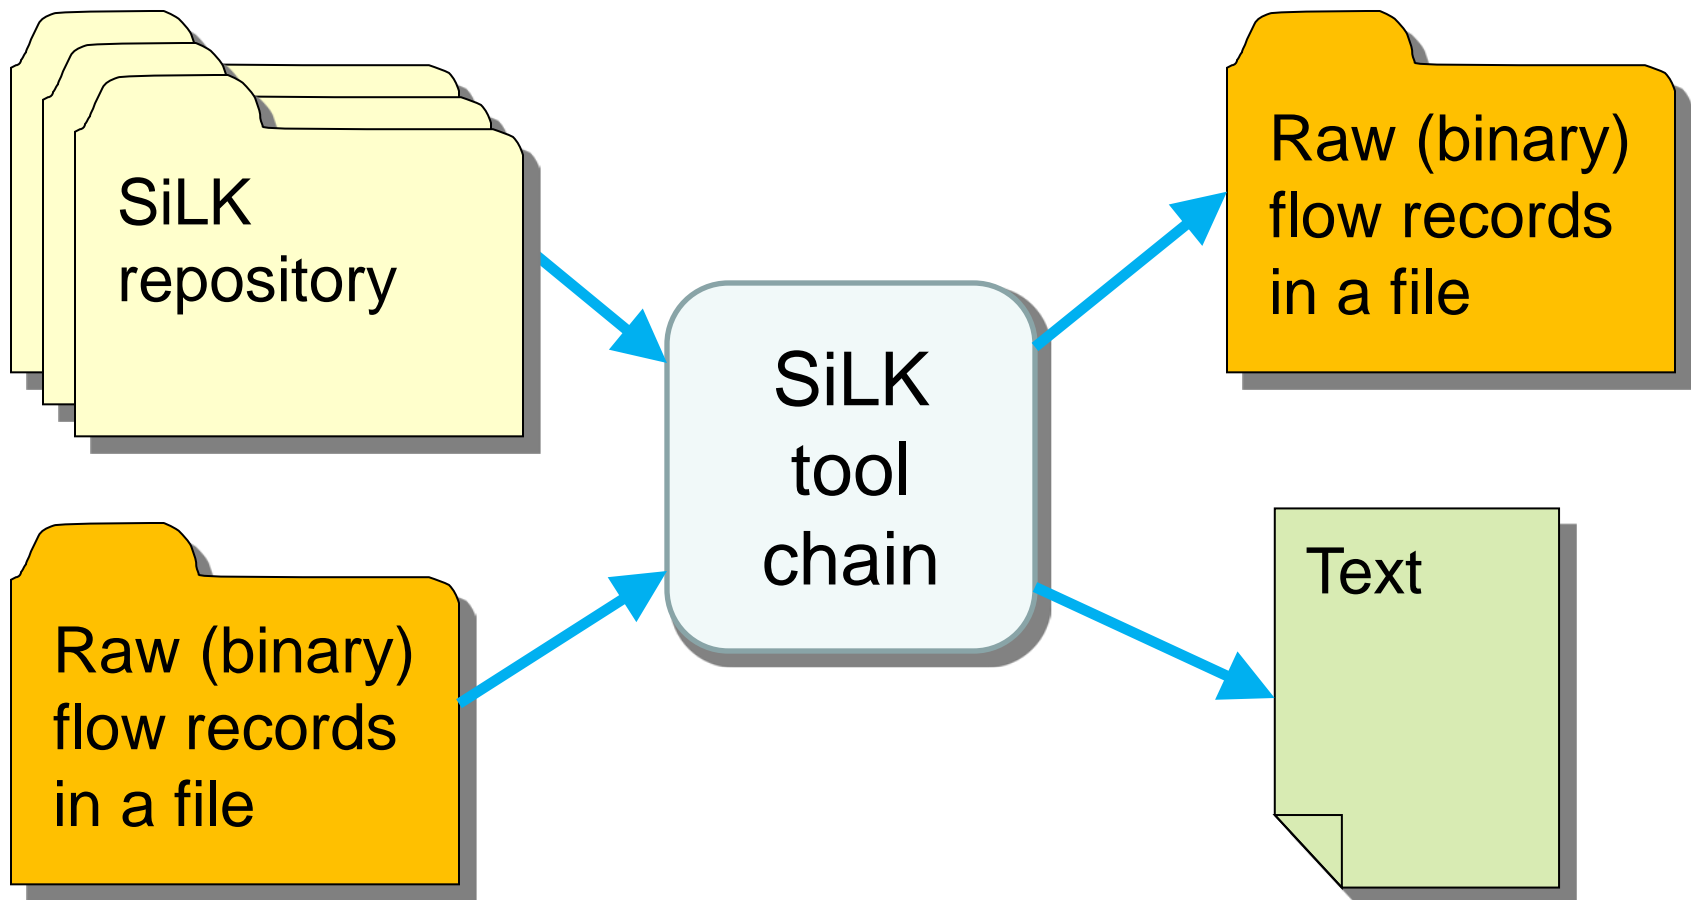 SiLK
repository
Raw (binary)
flow records
in a file
SiLK
tool
chain
Raw (binary)
flow records
in a file
Text